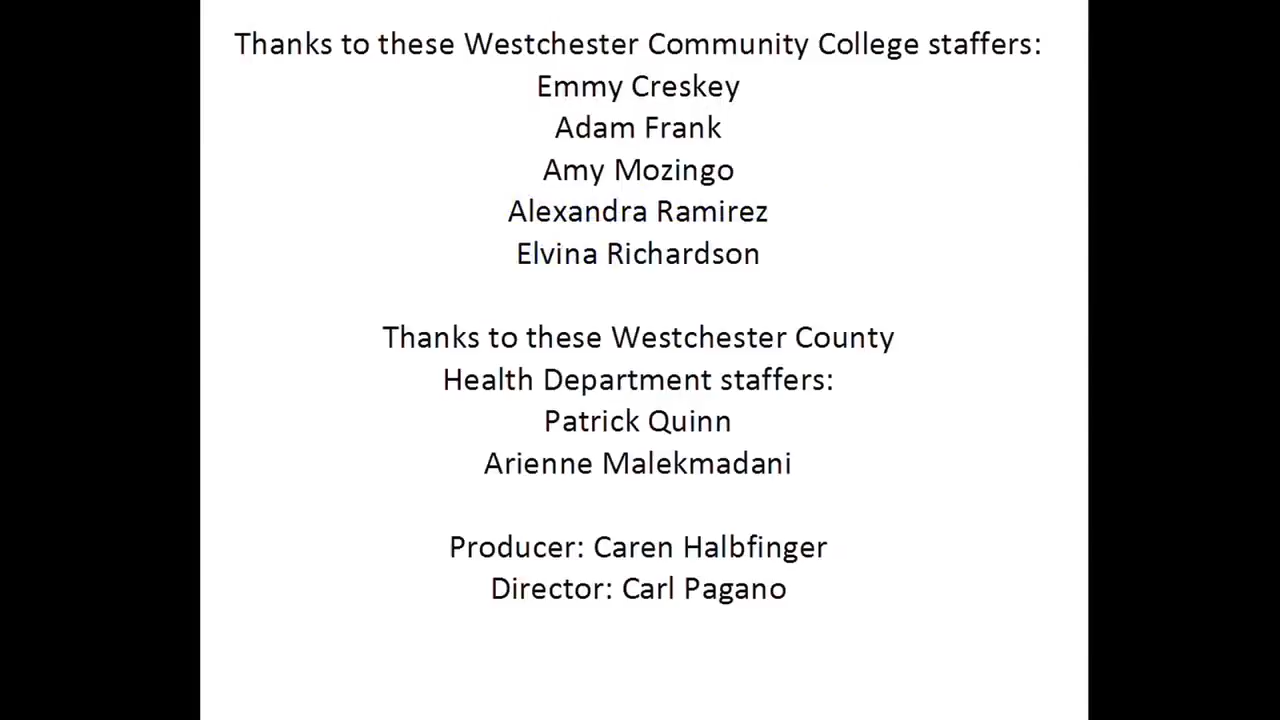 Thanks to these Westchester Community College staffers:
Emmy Creskey
Adam Frank
Amy Mozingo
Alexandra Ramirez
Elvina Richardson
Thanks to these Westchester County
Health Department staffers:
Patrick Quinn
Arienne Malekmadani
Producer: Caren Halbfinger
Director: Carl Pagano